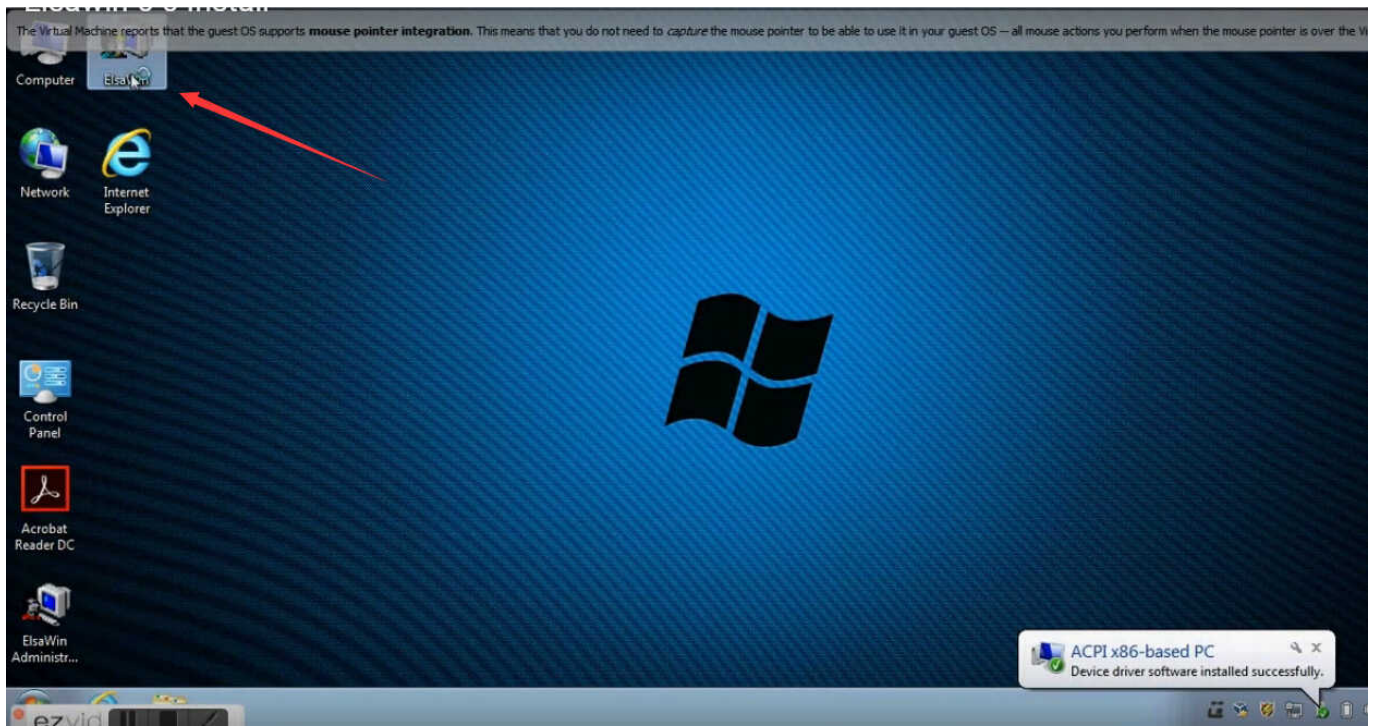 The Virtual Machine reports that the guest OS supports mouse pointer integration. This means that you do not need to capture the mouse pointer to be able to use it in your guest OS — all mouse actions you perform when the mouse pointer is over the
Computer
ElsaWin
Network
Internet
Explorer
Recycle Bin
Control
Panel
Acrobat
Reader DC
ElsaWin
Administr...
ACPI x86-based PC
Device driver software installed successfully.
ezvid